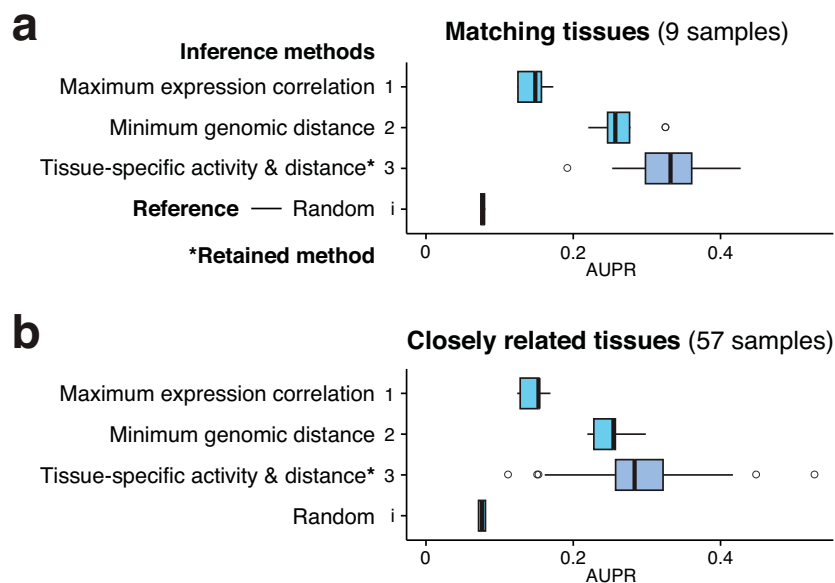 a
Matching tissues (9 samples)
Inference methods
Maximum expression correlation 1
Minimum genomic distance 2
Tissue-specific activity & distance* 3
Reference — Random i
*Retained method
0 0.2 0.4
AUPR
b
Closely related tissues (57 samples)
Maximum expression correlation 1
Minimum genomic distance 2
Tissue-specific activity & distance* 3
Random i
0 0.2 0.4
AUPR